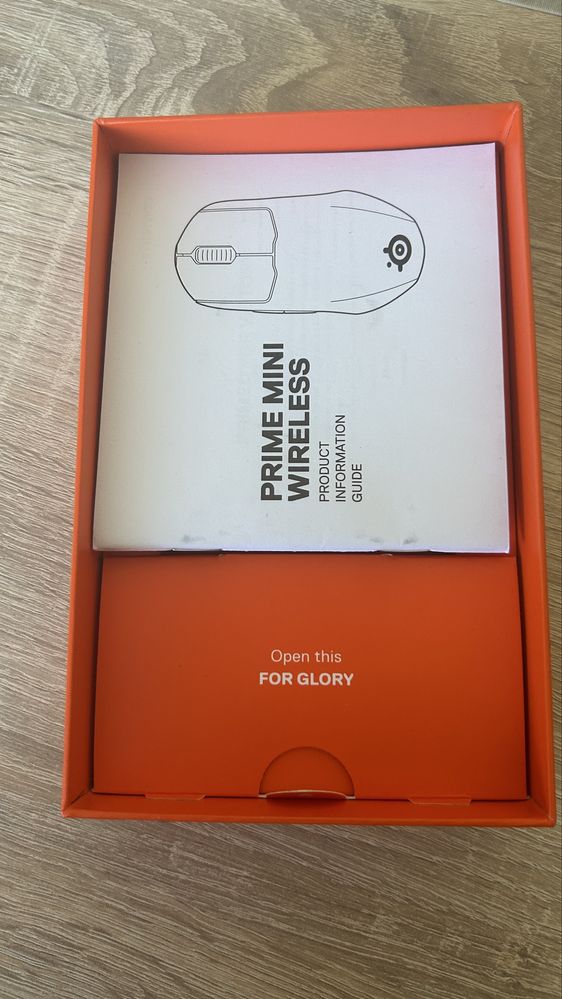 PRIME MINI
WIRELESS
PRODUCT
INFORMATION
GUIDE
Open this
FOR GLORY